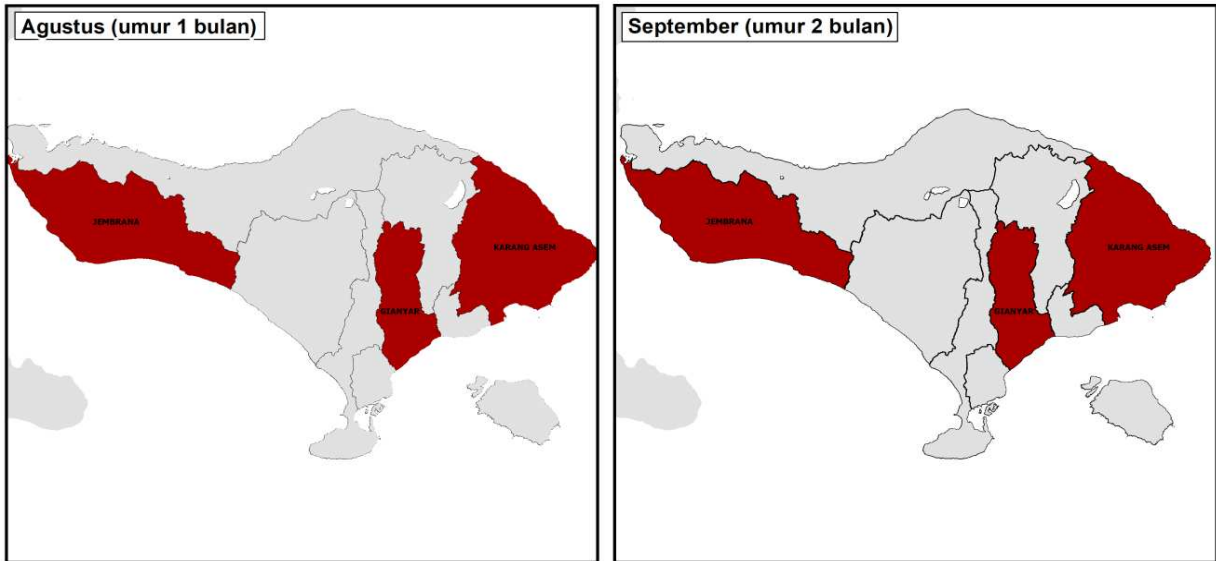 Agustus (umur 1 bulan)
JEMBRANA
KARANG ASEM
GIANYAR
September (umur 2 bulan)
JEMBRANA
KARANG ASEM
GIANYAR